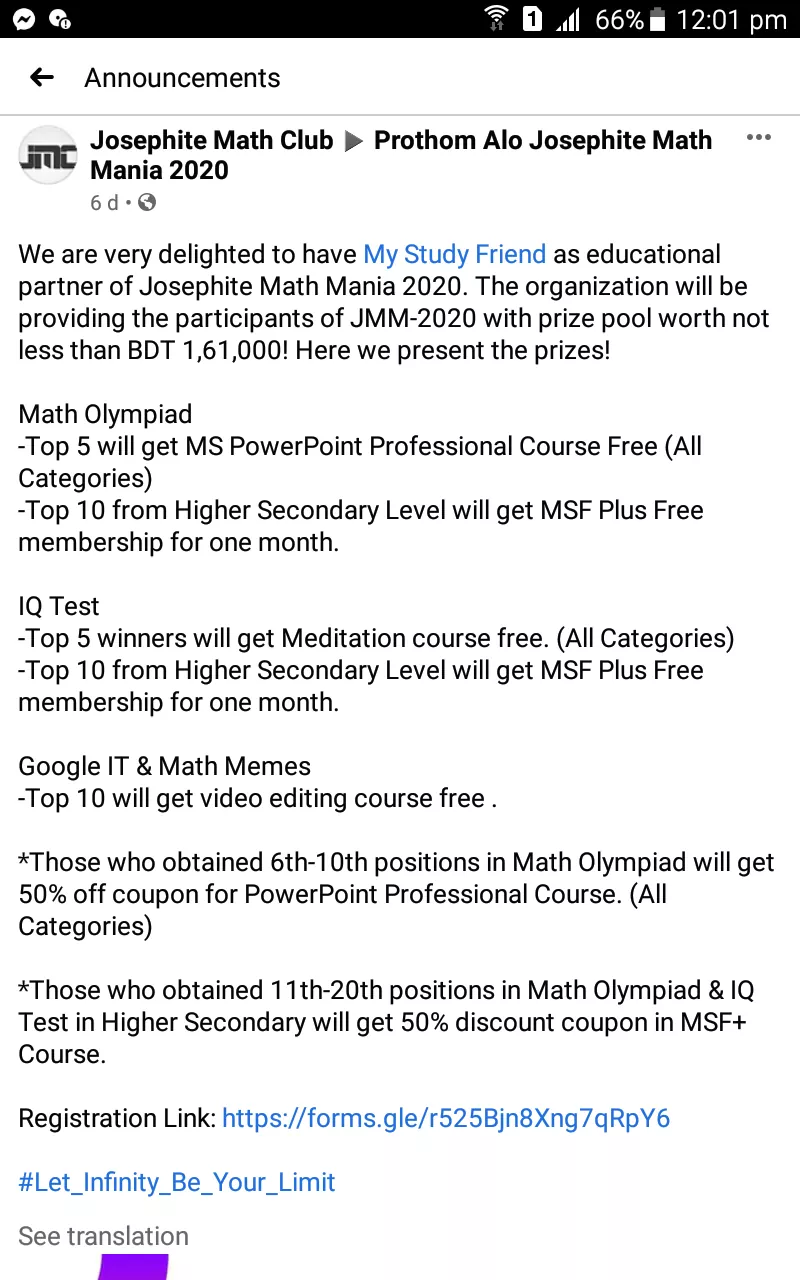 1 66% 12:01 pm
Announcements
JMC
Josephite Math Club ▶ Prothom Alo Josephite Math
Mania 2020
6 d •
We are very delighted to have My Study Friend as educational
partner of Josephite Math Mania 2020. The organization will be
providing the participants of JMM-2020 with prize pool worth not
less than BDT 1,61,000! Here we present the prizes!
Math Olympiad
-Top 5 will get MS PowerPoint Professional Course Free (All
Categories)
-Top 10 from Higher Secondary Level will get MSF Plus Free
membership for one month.
IQ Test
-Top 5 winners will get Meditation course free. (All Categories)
-Top 10 from Higher Secondary Level will get MSF Plus Free
membership for one month.
Google IT & Math Memes
-Top 10 will get video editing course free .
*Those who obtained 6th-10th positions in Math Olympiad will get
50% off coupon for PowerPoint Professional Course. (All
Categories)
*Those who obtained 11th-20th positions in Math Olympiad & IQ
Test in Higher Secondary will get 50% discount coupon in MSF+
Course.
Registration Link: https://forms.gle/r525Bjn8Xng7qRpY6
#Let_Infinity_Be_Your_Limit
See translation